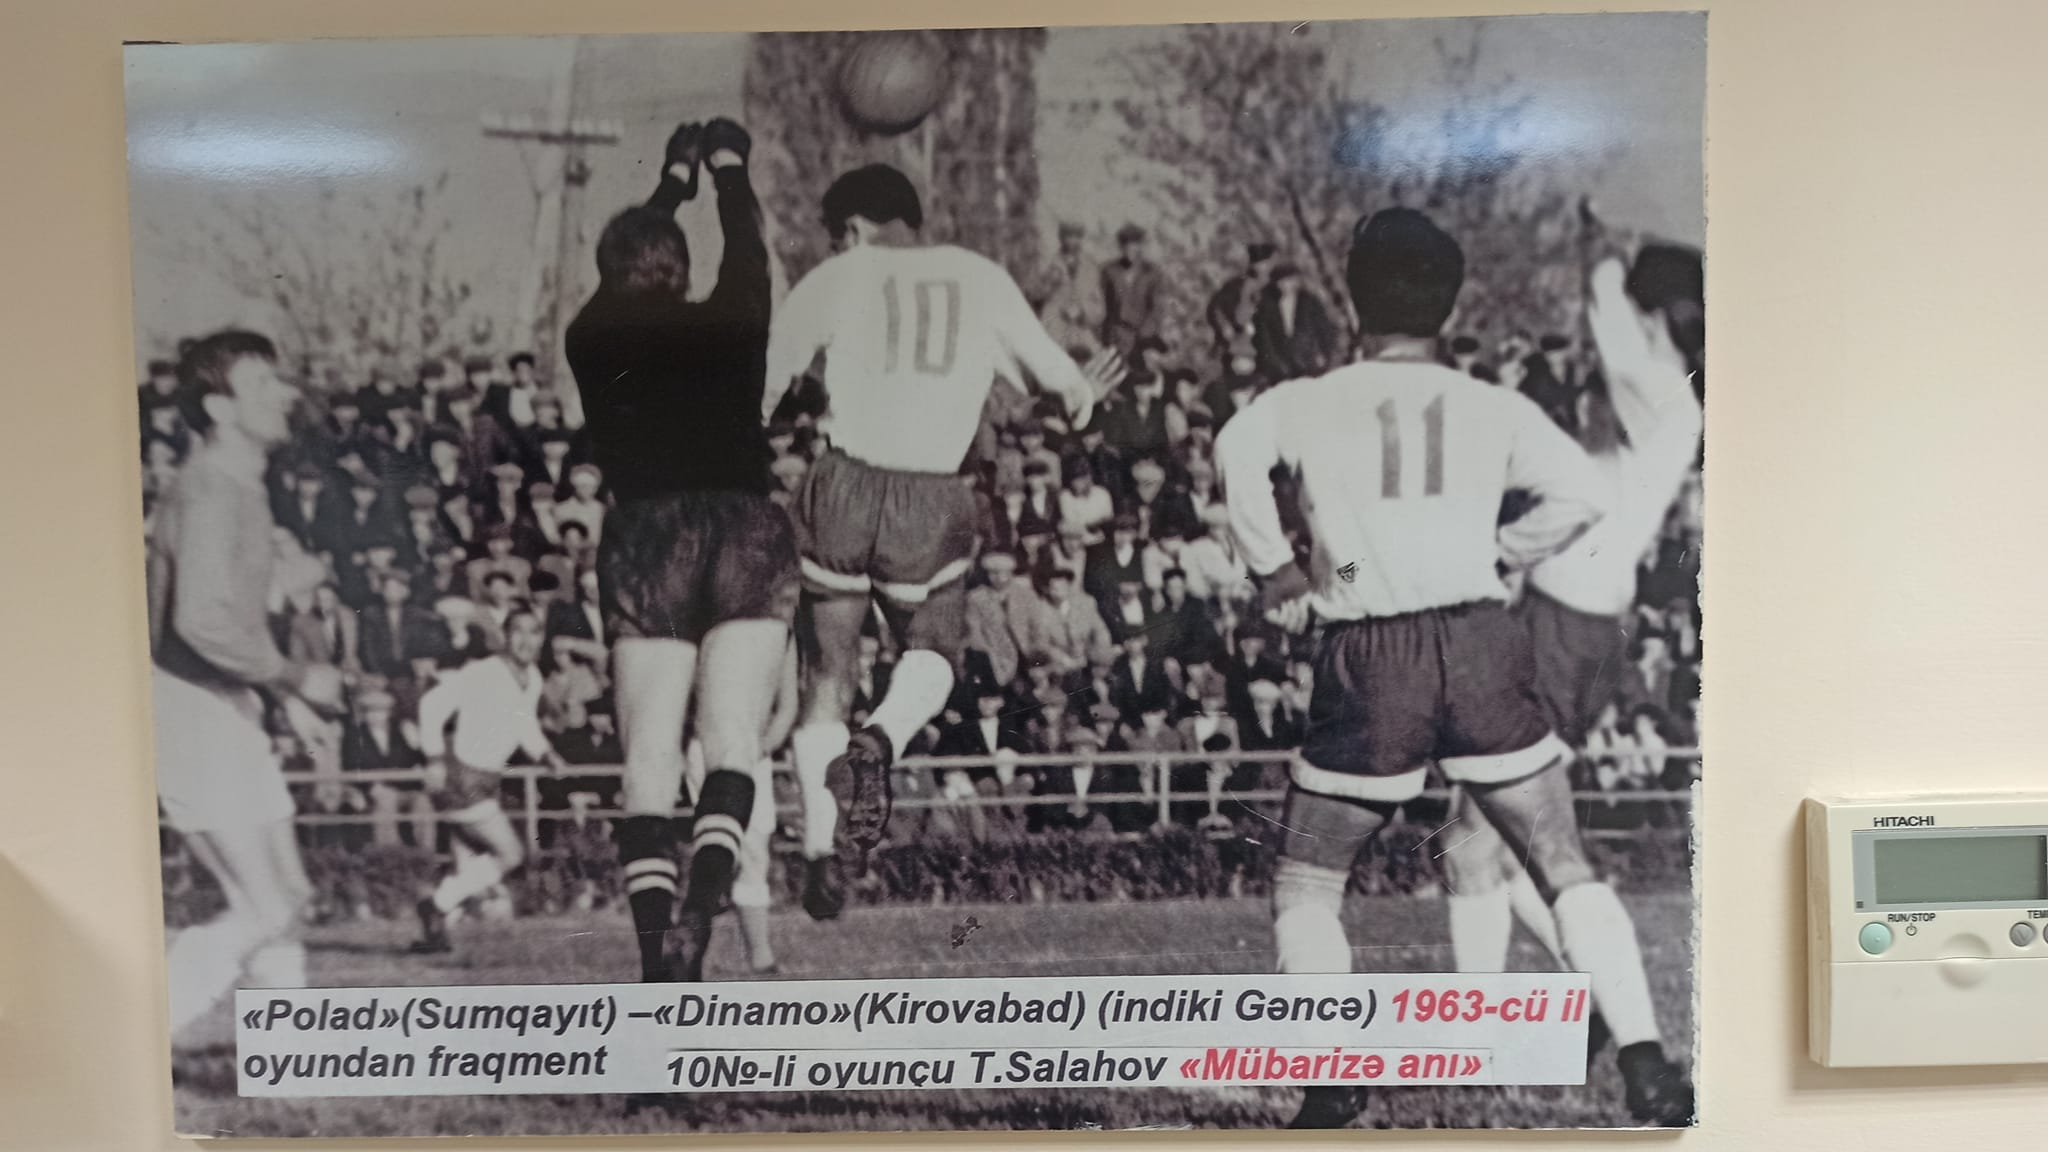 10
11
«Polad»(Sumqayıt) –«Dinamo»(Kirovabad) (indiki Gəncə) 1963-cü il
oyundan fraqment
10№-li oyunçu T.Salahov «Mübarizə anı»
HITACHI
RUN/STOP